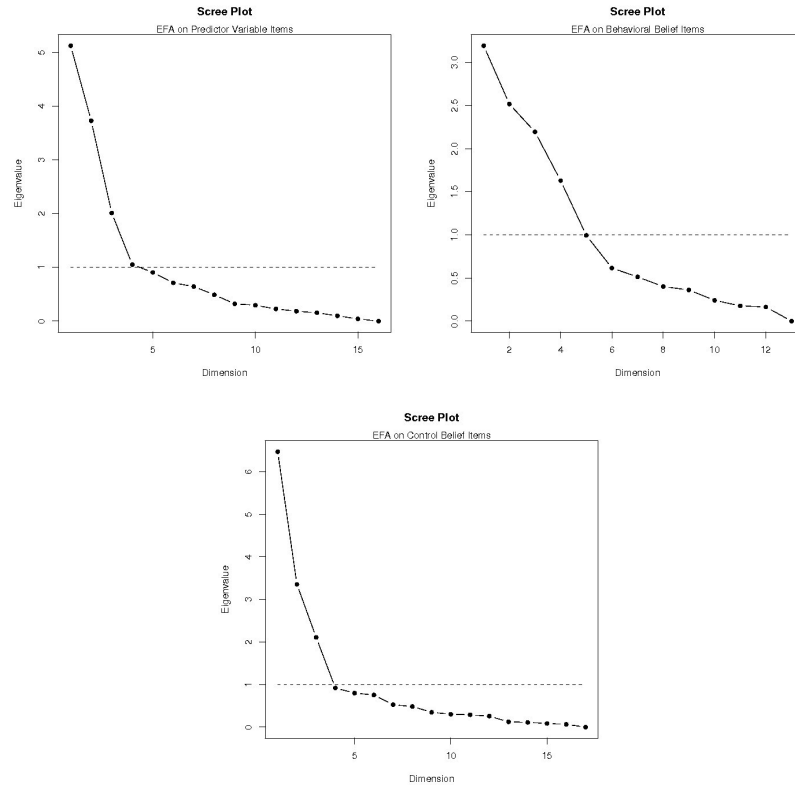 Scree Plot
EFA on Predictor Variable Items
Eigenvalue
5
4
3
2
1
0
5 10 15
Dimension
Scree Plot
EFA on Behavioral Belief Items
Eigenvalue
3.0
2.5
2.0
1.5
1.0
0.5
0.0
2 4 6 8 10 12
Dimension
Scree Plot
EFA on Control Belief Items
Eigenvalue
6
5
4
3
2
1
0
5 10 15
Dimension